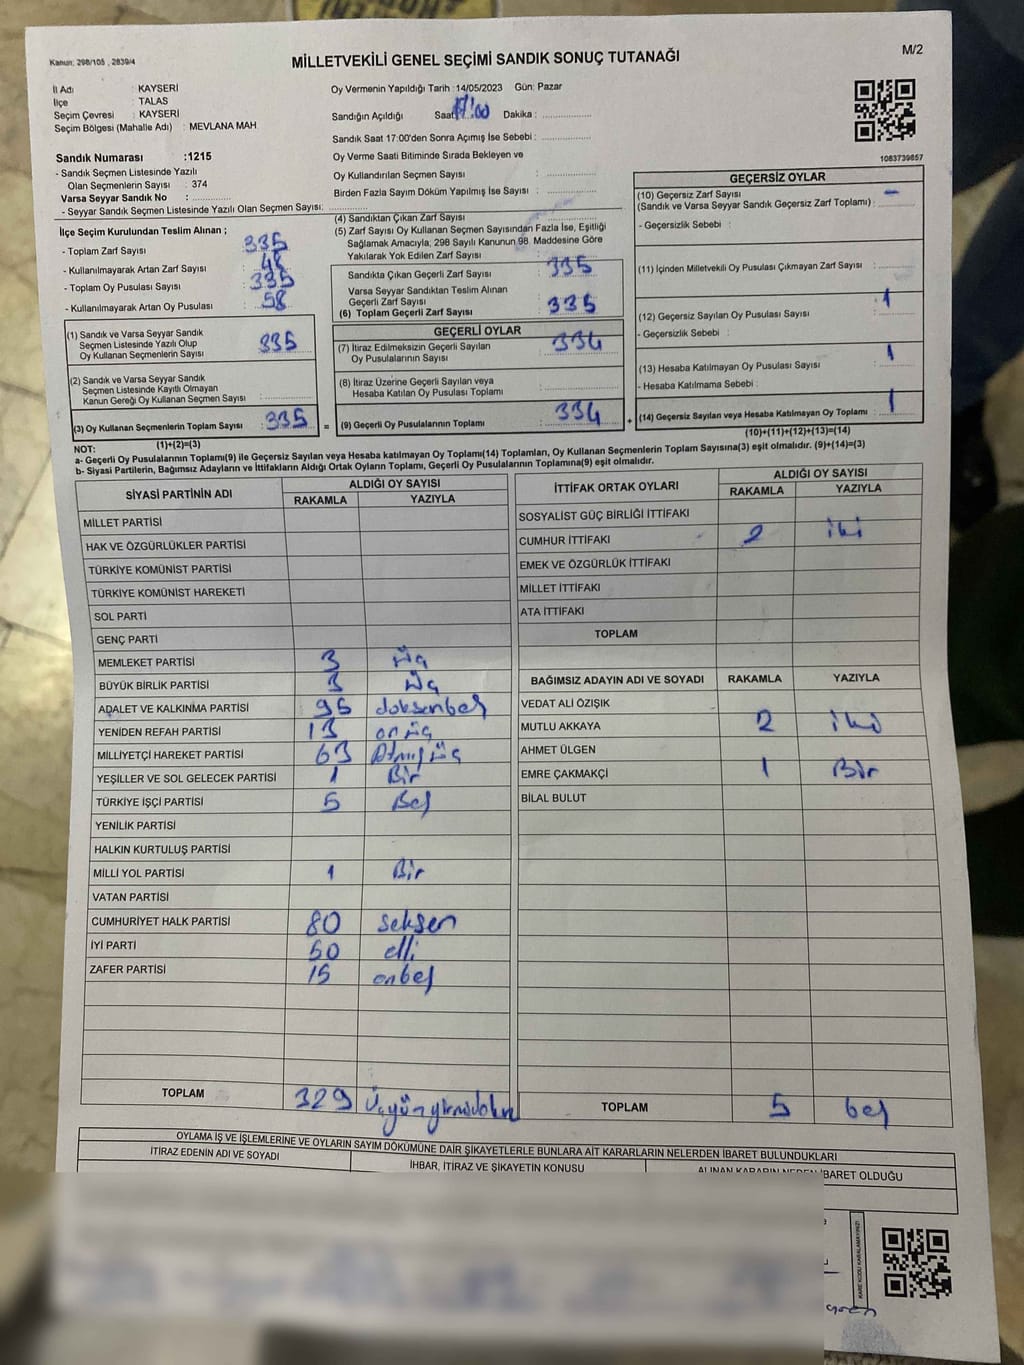 Kanun: 298/105 , 2839/4
MİLLETVEKİLİ GENEL SEÇİMİ SANDIK SONUÇ TUTANAĞI
M/2
İl Adı : KAYSERİ
İlçe : TALAS
Seçim Çevresi : KAYSERİ
Seçim Bölgesi (Mahalle Adı) : MEVLANA MAH
Sandık Numarası :1215
- Sandık Seçmen Listesinde Yazılı
Olan Seçmenlerin Sayısı : 374
Varsa Seyyar Sandık No :
- Seyyar Sandık Seçmen Listesinde Yazılı Olan Seçmen Sayısı:
Oy Vermenin Yapıldığı Tarih :14/05/2023 Gün: Pazar
Sandığın Açıldığı Saat 17:00 Dakika :
Sandık Saat 17:00'den Sonra Açımış İse Sebebi :
Oy Verme Saati Bitiminde Sırada Bekleyen ve
Oy Kullandırılan Seçmen Sayısı :
Birden Fazla Sayım Döküm Yapılmış İse Sayısı :
1083739857
İlçe Seçim Kurulundan Teslim Alınan ;
- Toplam Zarf Sayısı : 335
- Kullanılmayarak Artan Zarf Sayısı : 48
- Toplam Oy Pusulası Sayısı : 335
- Kullanılmayarak Artan Oy Pusulası : 58
(1) Sandık ve Varsa Seyyar Sandık
Seçmen Listesinde Yazılı Olup
Oy Kullanan Seçmenlerin Sayısı : 335
(2) Sandık ve Varsa Seyyar Sandık
Seçmen Listesinde Kayıtlı Olmayan
Kanun Gereği Oy Kullanan Seçmen Sayısı :
(3) Oy Kullanan Seçmenlerin Toplam Sayısı : 335
(1)+(2)=(3)
(4) Sandıktan Çıkan Zarf Sayısı :
(5) Zarf Sayısı Oy Kullanan Seçmen Sayısından Fazla İse, Eşitliği
Sağlamak Amacıyla; 298 Sayılı Kanunun 98. Maddesine Göre
Yakılarak Yok Edilen Zarf Sayısı :
Sandıkta Çıkan Geçerli Zarf Sayısı : 335
Varsa Seyyar Sandıktan Teslim Alınan
Geçerli Zarf Sayısı :
(6) Toplam Geçerli Zarf Sayısı : 335
GEÇERLİ OYLAR
(7) İtiraz Edilmeksizin Geçerli Sayılan
Oy Pusulalarının Sayısı : 334
(8) İtiraz Üzerine Geçerli Sayılan veya
Hesaba Katılan Oy Pusulası Toplamı :
= (9) Geçerli Oy Pusulalarının Toplamı : 334 +
GEÇERSİZ OYLAR
(10) Geçersiz Zarf Sayısı
(Sandık ve Varsa Seyyar Sandık Geçersiz Zarf Toplamı) : -
- Geçersizlik Sebebi :
(11) İçinden Milletvekili Oy Pusulası Çıkmayan Zarf Sayısı :
(12) Geçersiz Sayılan Oy Pusulası Sayısı : 1
- Geçersizlik Sebebi :
(13) Hesaba Katılmayan Oy Pusulası Sayısı : 1
- Hesaba Katılmama Sebebi :
(14) Geçersiz Sayılan veya Hesaba Katılmayan Oy Toplamı : 1
(10)+(11)+(12)+(13)=(14)
NOT:
a- Geçerli Oy Pusulalarının Toplamı(9) ile Geçersiz Sayılan veya Hesaba katılmayan Oy Toplamı(14) Toplamları, Oy Kullanan Seçmenlerin Toplam Sayısına(3) eşit olmalıdır. (9)+(14)=(3)
b- Siyasi Partilerin, Bağımsız Adayların ve İttifakların Aldığı Ortak Oyların Toplamı, Geçerli Oy Pusulalarının Toplamına(9) eşit olmalıdır.
SİYASİ PARTİNİN ADI ALDIĞI OY SAYISI
RAKAMLA YAZIYLA
MİLLET PARTİSİ
HAK VE ÖZGÜRLÜKLER PARTİSİ
TÜRKİYE KOMÜNİST PARTİSİ
TÜRKİYE KOMÜNİST HAREKETİ
SOL PARTİ
GENÇ PARTİ
MEMLEKET PARTİSİ 3 üç
BÜYÜK BİRLİK PARTİSİ 3 üç
ADALET VE KALKINMA PARTİSİ 95 doksenbeş
YENİDEN REFAH PARTİSİ 13 onüç
MİLLİYETÇİ HAREKET PARTİSİ 63 Atmışüç
YEŞİLLER VE SOL GELECEK PARTİSİ 1 Bir
TÜRKİYE İŞÇİ PARTİSİ 5 Beş
YENİLİK PARTİSİ
HALKIN KURTULUŞ PARTİSİ
MİLLİ YOL PARTİSİ 1 Bir
VATAN PARTİSİ
CUMHURİYET HALK PARTİSİ 80 seksen
İYİ PARTİ 50 elli
ZAFER PARTİSİ 15 onbeş
TOPLAM 329
İTTİFAK ORTAK OYLARI ALDIĞI OY SAYISI
RAKAMLA YAZIYLA
SOSYALİST GÜÇ BİRLİĞİ İTTİFAKI
CUMHUR İTTİFAKI 2 iki
EMEK VE ÖZGÜRLÜK İTTİFAKI
MİLLET İTTİFAKI
ATA İTTİFAKI
TOPLAM
BAĞIMSIZ ADAYIN ADI VE SOYADI RAKAMLA YAZIYLA
VEDAT ALİ ÖZIŞIK
MUTLU AKKAYA 2 iki
AHMET ÜLGEN
EMRE ÇAKMAKÇİ 1 Bir
BİLAL BULUT
TOPLAM 5 beş
OYLAMA İŞ VE İŞLEMLERİNE VE OYLARIN SAYIM DÖKÜMÜNE DAİR ŞİKAYETLERLE BUNLARA AİT KARARLARIN NELERDEN İBARET BULUNDUKLARI
İTİRAZ EDENİN ADI VE SOYADI
İHBAR, İTİRAZ VE ŞİKAYETİN KONUSU
ALINAN KARARIN NEDEN İBARET OLDUĞU
KARE KODU KARALAMAYINIZ!